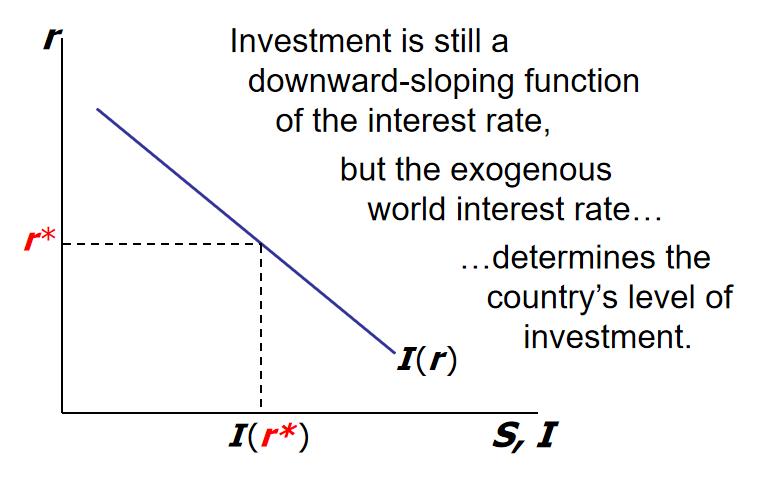 r
Investment is still a
downward-sloping function
of the interest rate,
but the exogenous
world interest rate…
r*
…determines the
country’s level of
investment.
I(r)
I(r*)
S, I